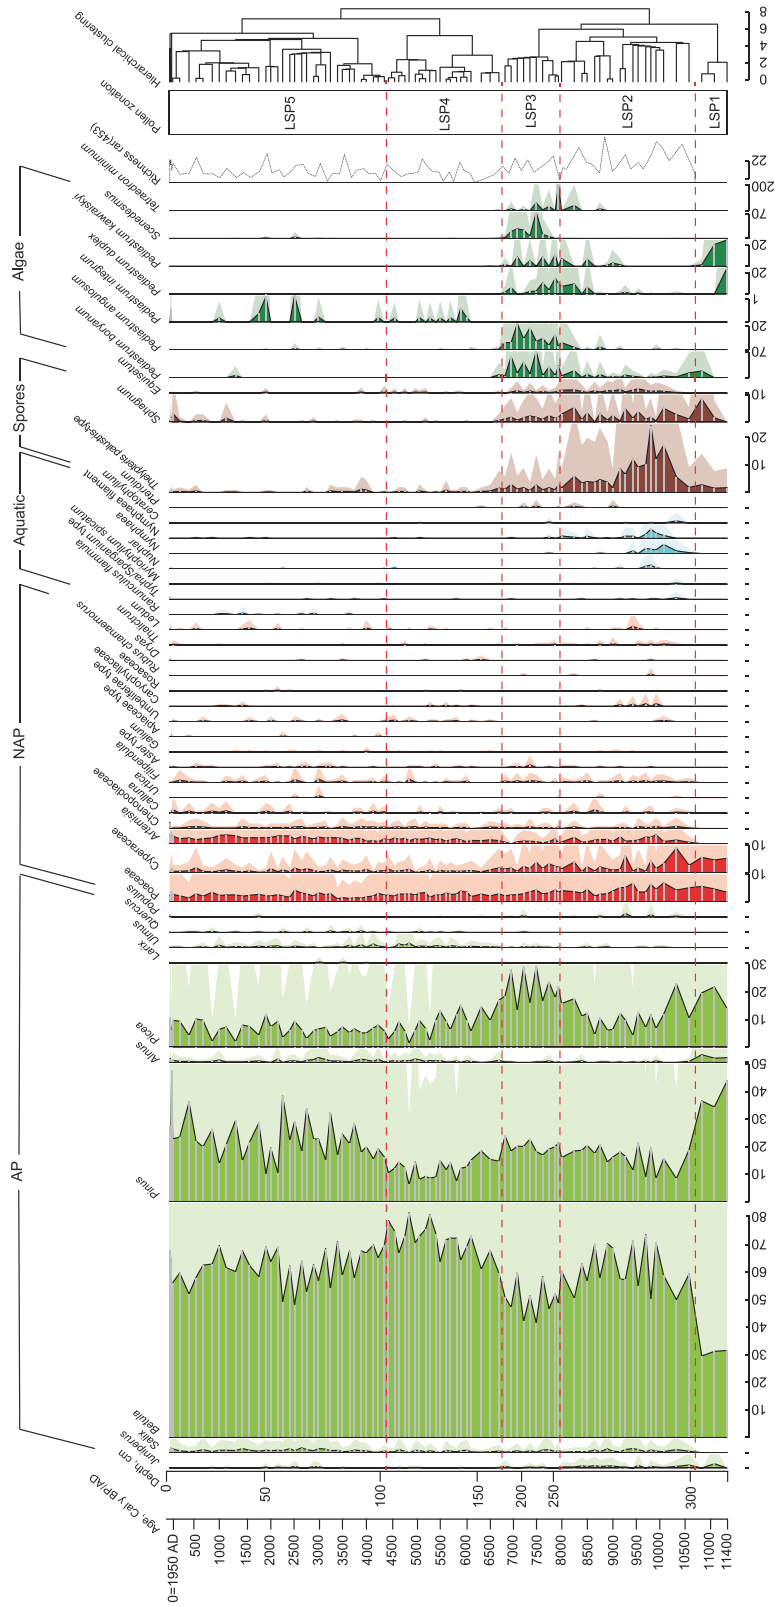 AP
NAP
Aquatic
Spores
Algae
Age, Cal y BP/AD
Depth, cm
Juniperus
Salix
Betula
Pinus
Alnus
Picea
Larix
Ulmus
Quercus
Populus
Poaceae
Cyperaceae
Artemisia
Chenopodiaceae
Calluna
Urtica
Filipendula
Aster type
Galium
Apiaceae type
Umbelliferae type
Caryophyllaceae
Rosaceae
Rubus chamaemorus
Dryas
Thalictrum
Ledum
Ranunculus flammula
Typha/Sparganium type
Myriophyllum spicatum
Nuphar
Nymphaea
Nymphaea filament
Ceratophyllum
Pteridium
Thelypteris palustris-type
Sphagnum
Equisetum
Pediastrum boryanum
Pediastrum angulosum
Pediastrum integrum
Pediastrum duplex
Pediastrum kawraiskyi
Scenedesmus
Tetraedron minimum
Richness rar(453)
Pollen zonation
Hierarchical clustering
LSP5
LSP4
LSP3
LSP2
LSP1
0=1950 AD
500
1000
1500
2000
2500
3000
3500
4000
4500
5000
5500
6000
6500
7000
7500
8000
8500
9000
9500
10000
10500
11000
11400
0
50
100
150
200
250
300
10
20
30
40
50
60
70
80
10
20
30
40
50
10
20
30
10
10
10
20
10
70
20
1
20
20
70
200
22
0
2
4
6
8